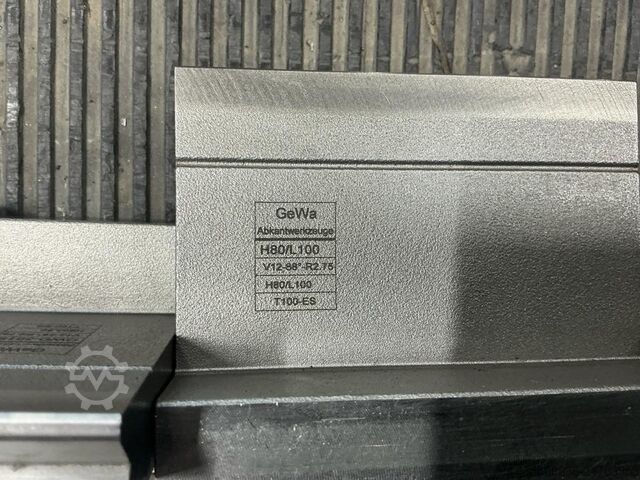 GeWa
Abkantwerkzeuge
H80/L100
V12-88°-R2.75
H80/L100
T100-ES